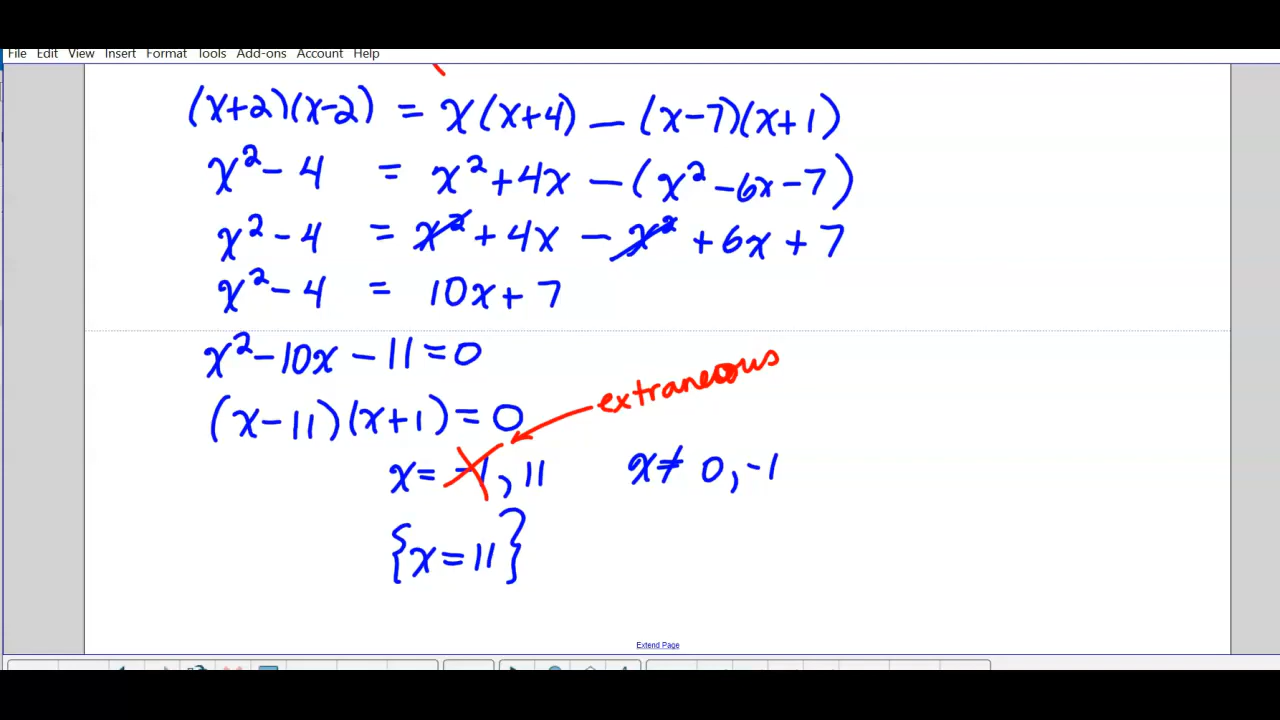 File Edit View Insert Format Tools Add-ons Account Help
(x+2)(x-2) = x(x+4) - (x-7)(x+1)
x² - 4 = x² + 4x - (x² - 6x - 7)
x² - 4 = x² + 4x - x² + 6x + 7
x² - 4 = 10x + 7
x² - 10x - 11 = 0
(x-11)(x+1) = 0
extraneous
x = -1, 11 x ≠ 0, -1
{x = 11}
Extend Page